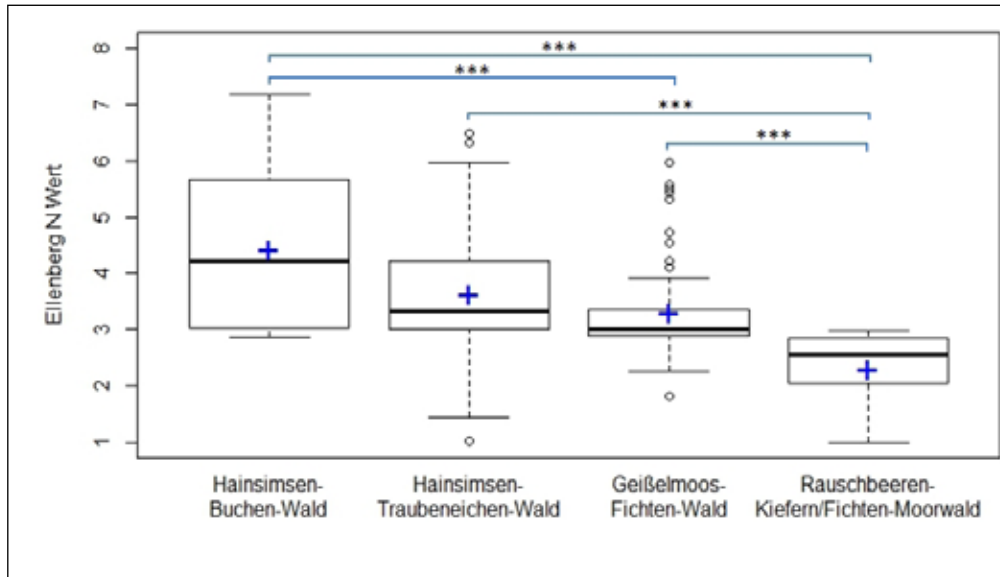 ***
***
***
***
Ellenberg N Wert
8
7
6
5
4
3
2
1
Hainsimsen-
Buchen-Wald
Hainsimsen-
Traubeneichen-Wald
Geißelmoos-
Fichten-Wald
Rauschbeeren-
Kiefern/Fichten-Moorwald